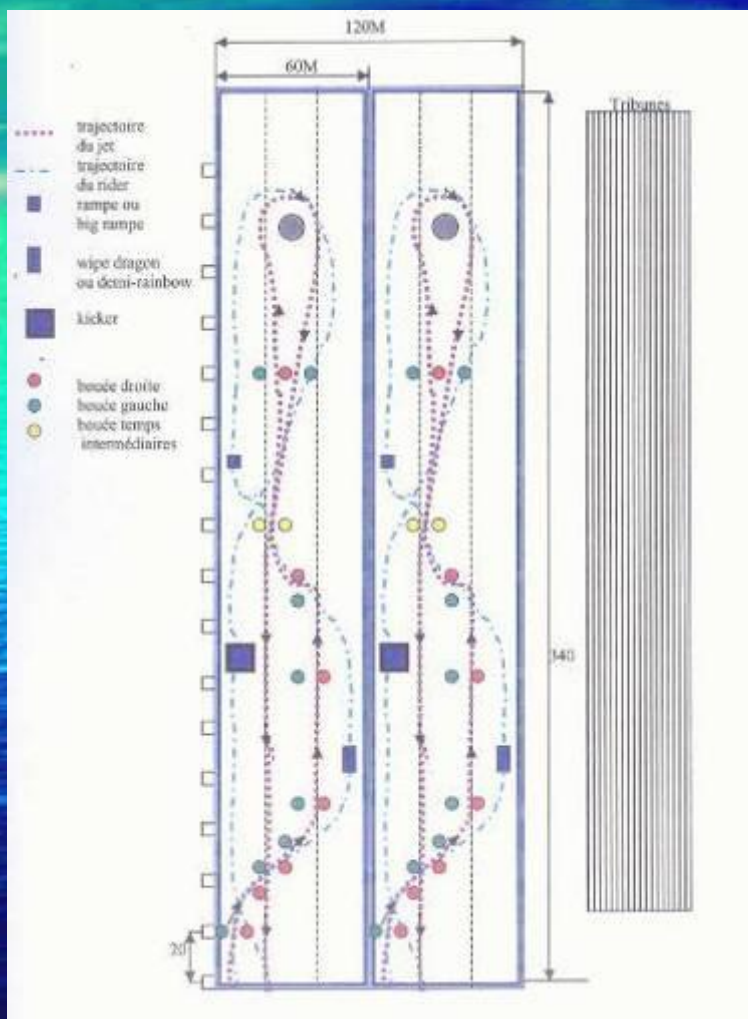 120M
60M
Tribunes
trajectoire
du jet
trajectoire
du rider
rampe ou
big rampe
wipe dragon
ou demi-rainbow
kicker
bouée droite
bouée gauche
bouée temps
intermédiaires
340
20